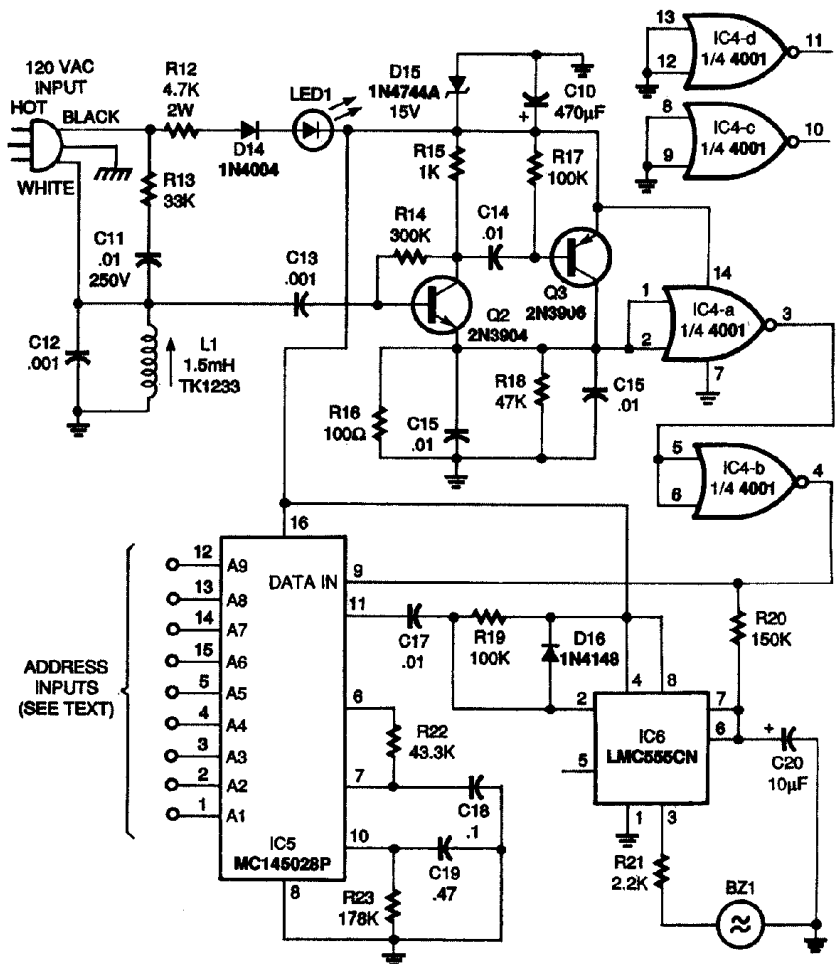 120 VAC
INPUT
HOT
BLACK
WHITE
R12
4.7K
2W
D14
1N4004
LED1
R13
33K
C11
.01
250V
C12
.001
L1
1.5mH
TK1233
C13
.001
D15
1N4744A
15V
C10
+
470µF
R15
1K
R17
100K
R14
300K
C14
.01
Q2
2N3904
Q3
2N3906
R16
100Ω
C15
.01
R18
47K
C15
.01
13
12
IC4-d
1/4 4001
11
8
9
IC4-c
1/4 4001
10
14
1
2
IC4-a
1/4 4001
3
7
5
6
IC4-b
1/4 4001
4
ADDRESS
INPUTS
(SEE TEXT)
12 A9
13 A8
14 A7
15 A6
5 A5
4 A4
3 A3
2 A2
1 A1
16
DATA IN
9
11
6
7
10
IC5
MC145028P
8
C17
.01
R19
100K
D16
1N4148
R22
43.3K
C18
.1
C19
.47
R23
178K
R20
150K
4
8
2
7
6
5
IC6
LMC555CN
1
3
+
C20
10µF
R21
2.2K
BZ1